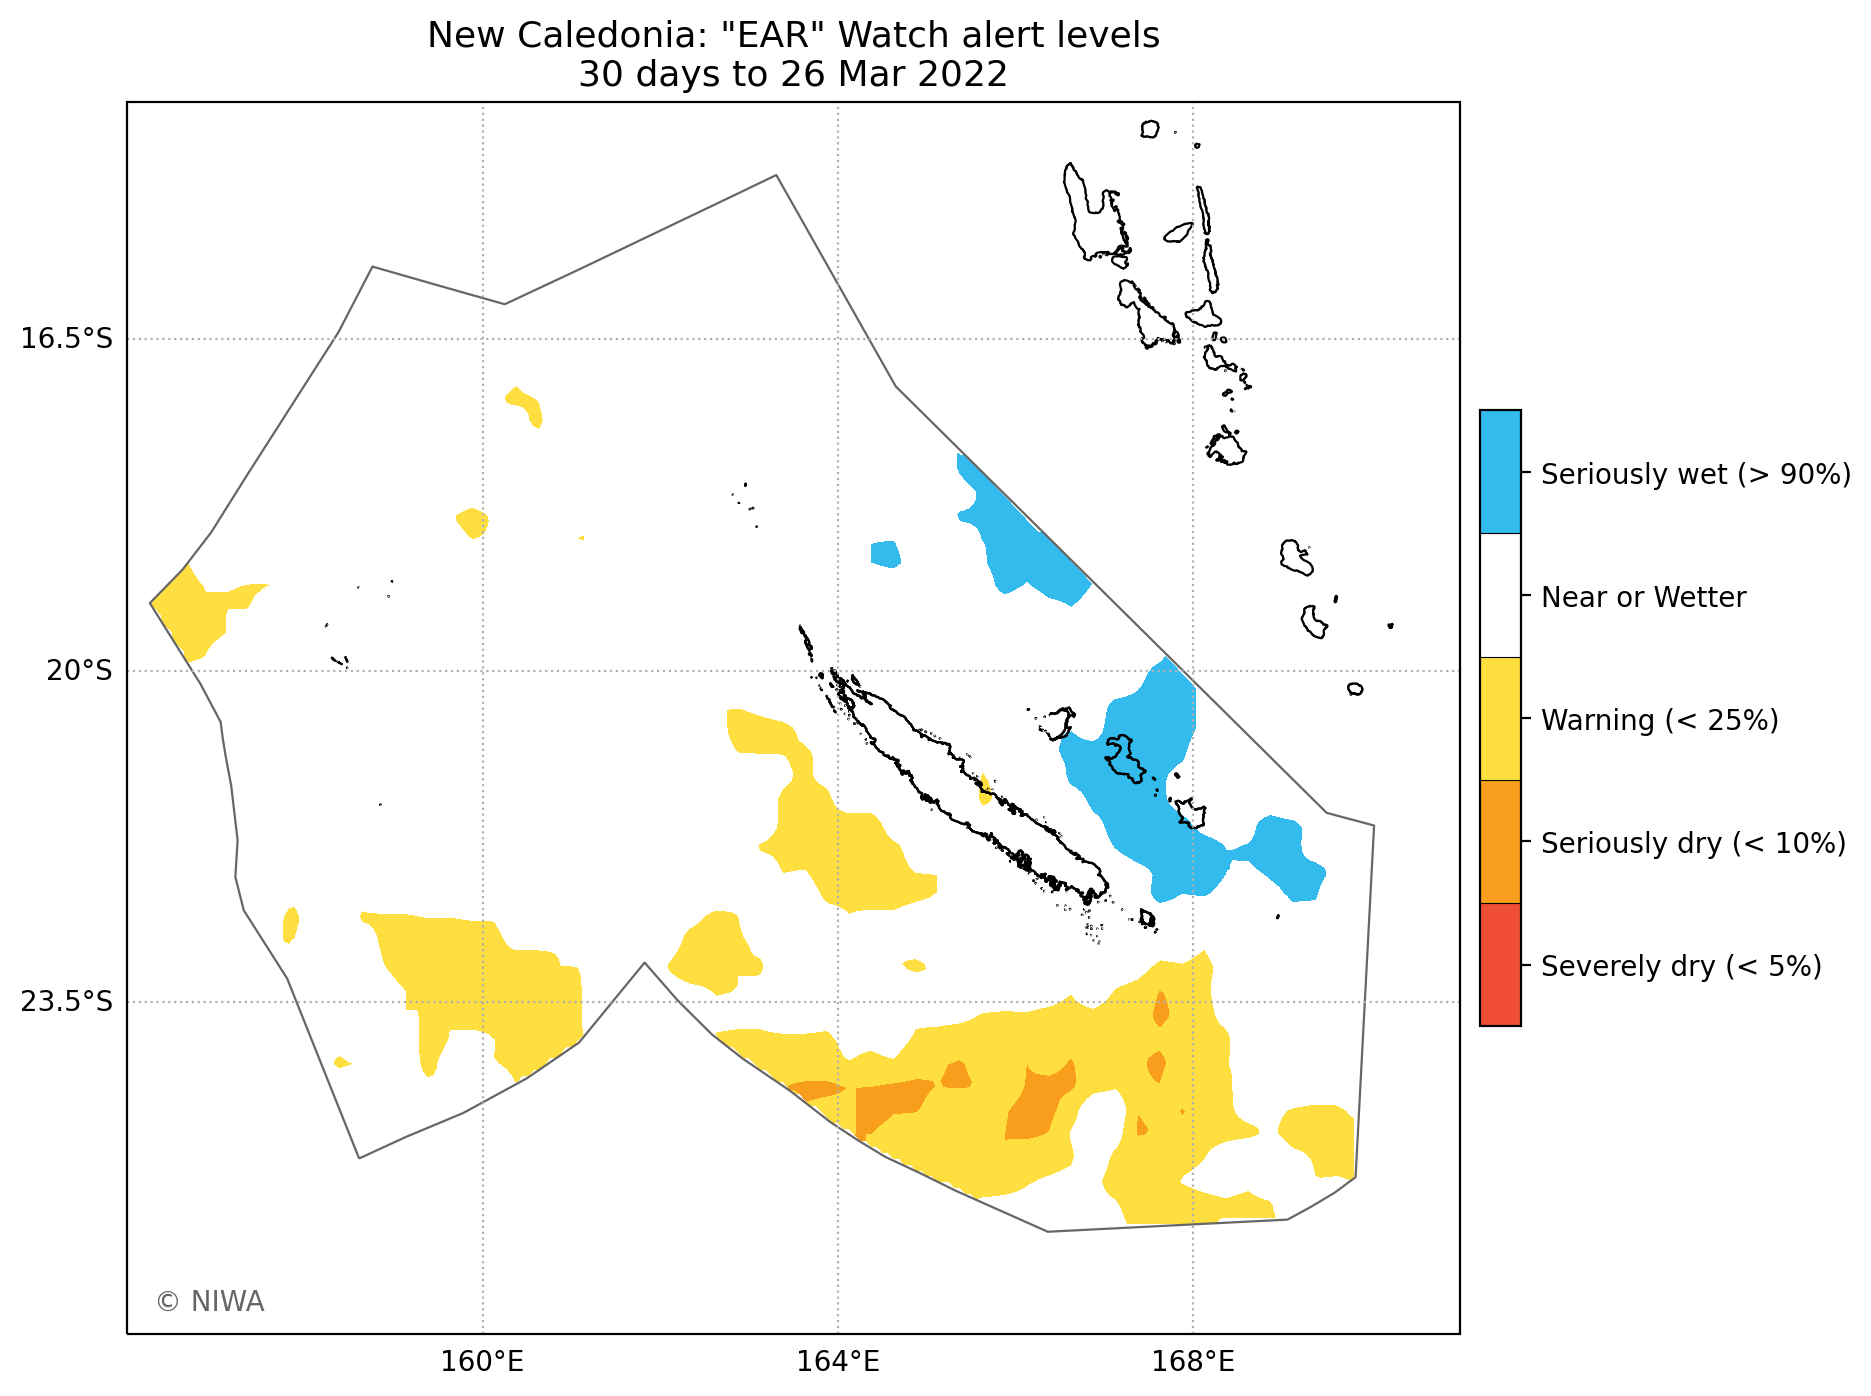 New Caledonia: "EAR" Watch alert levels
30 days to 26 Mar 2022
16.5°S
20°S
23.5°S
160°E
164°E
168°E
Seriously wet (> 90%)
Near or Wetter
Warning (< 25%)
Seriously dry (< 10%)
Severely dry (< 5%)
© NIWA